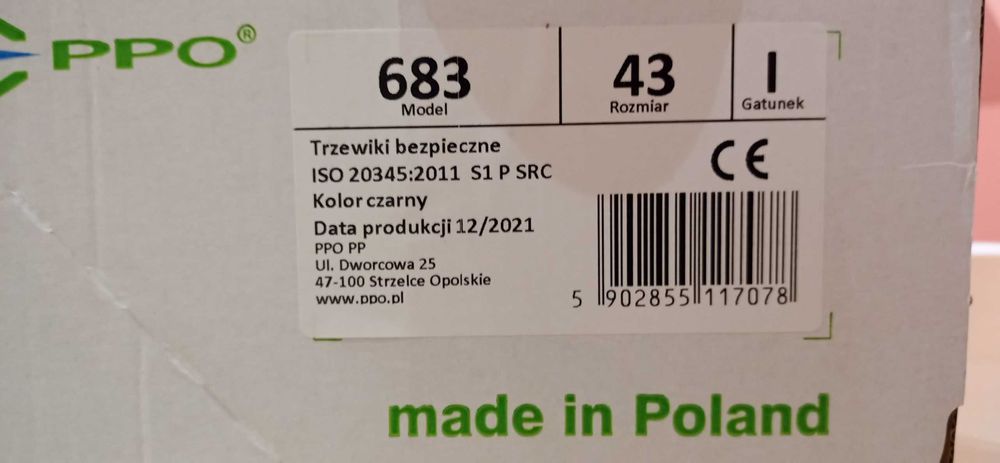 PPO®
683
Model
43
Rozmiar
I
Gatunek
Trzewiki bezpieczne
ISO 20345:2011 S1 P SRC
Kolor czarny
Data produkcji 12/2021
PPO PP
Ul. Dworcowa 25
47-100 Strzelce Opolskie
www.ppo.pl
CE
5 902855 117078
made in Poland